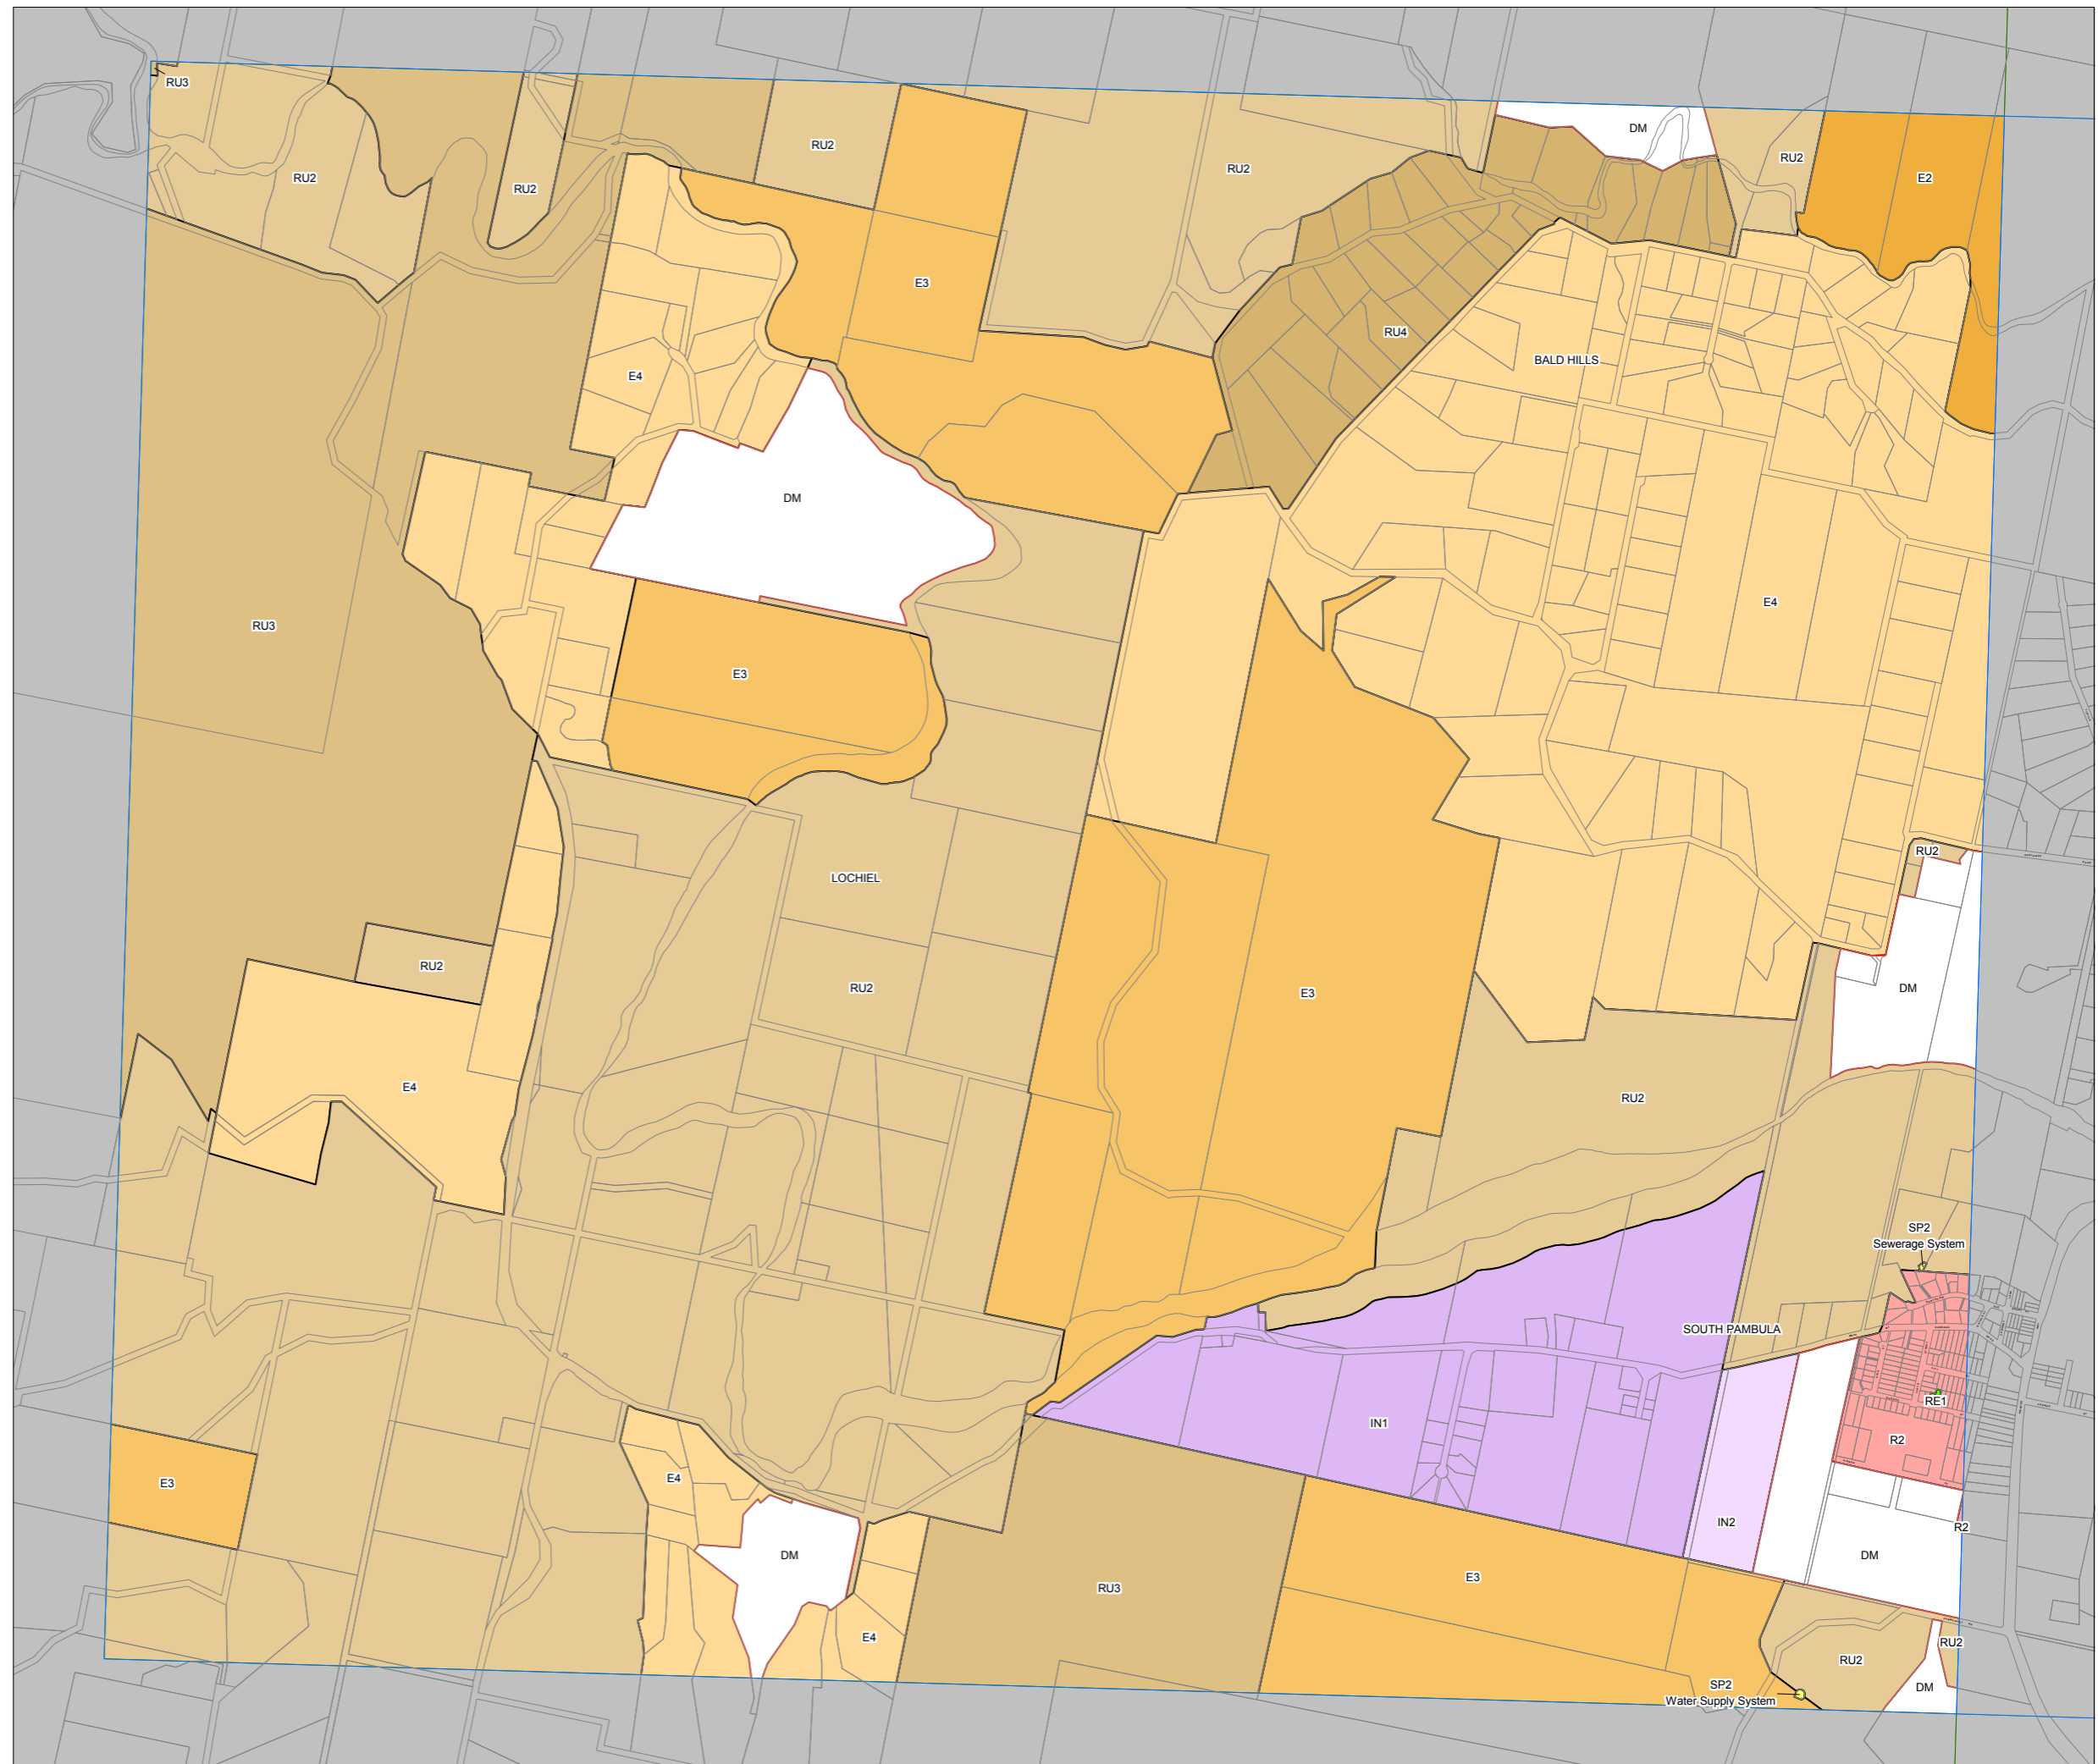 RU3
DM
RU2
RU2
RU2
RU2
E2
RU2
E3
RU4
BALD HILLS
E4
DM
E4
RU3
E3
RU2
LOCHIEL
RU2
RU2
DM
E3
E4
RU2
SP2
Sewerage System
SOUTH PAMBULA
RE1
IN1
R2
E4
E3
IN2
R2
DM
DM
E3
RU3
E4
RU2
RU2
SP2
DM
Water Supply System